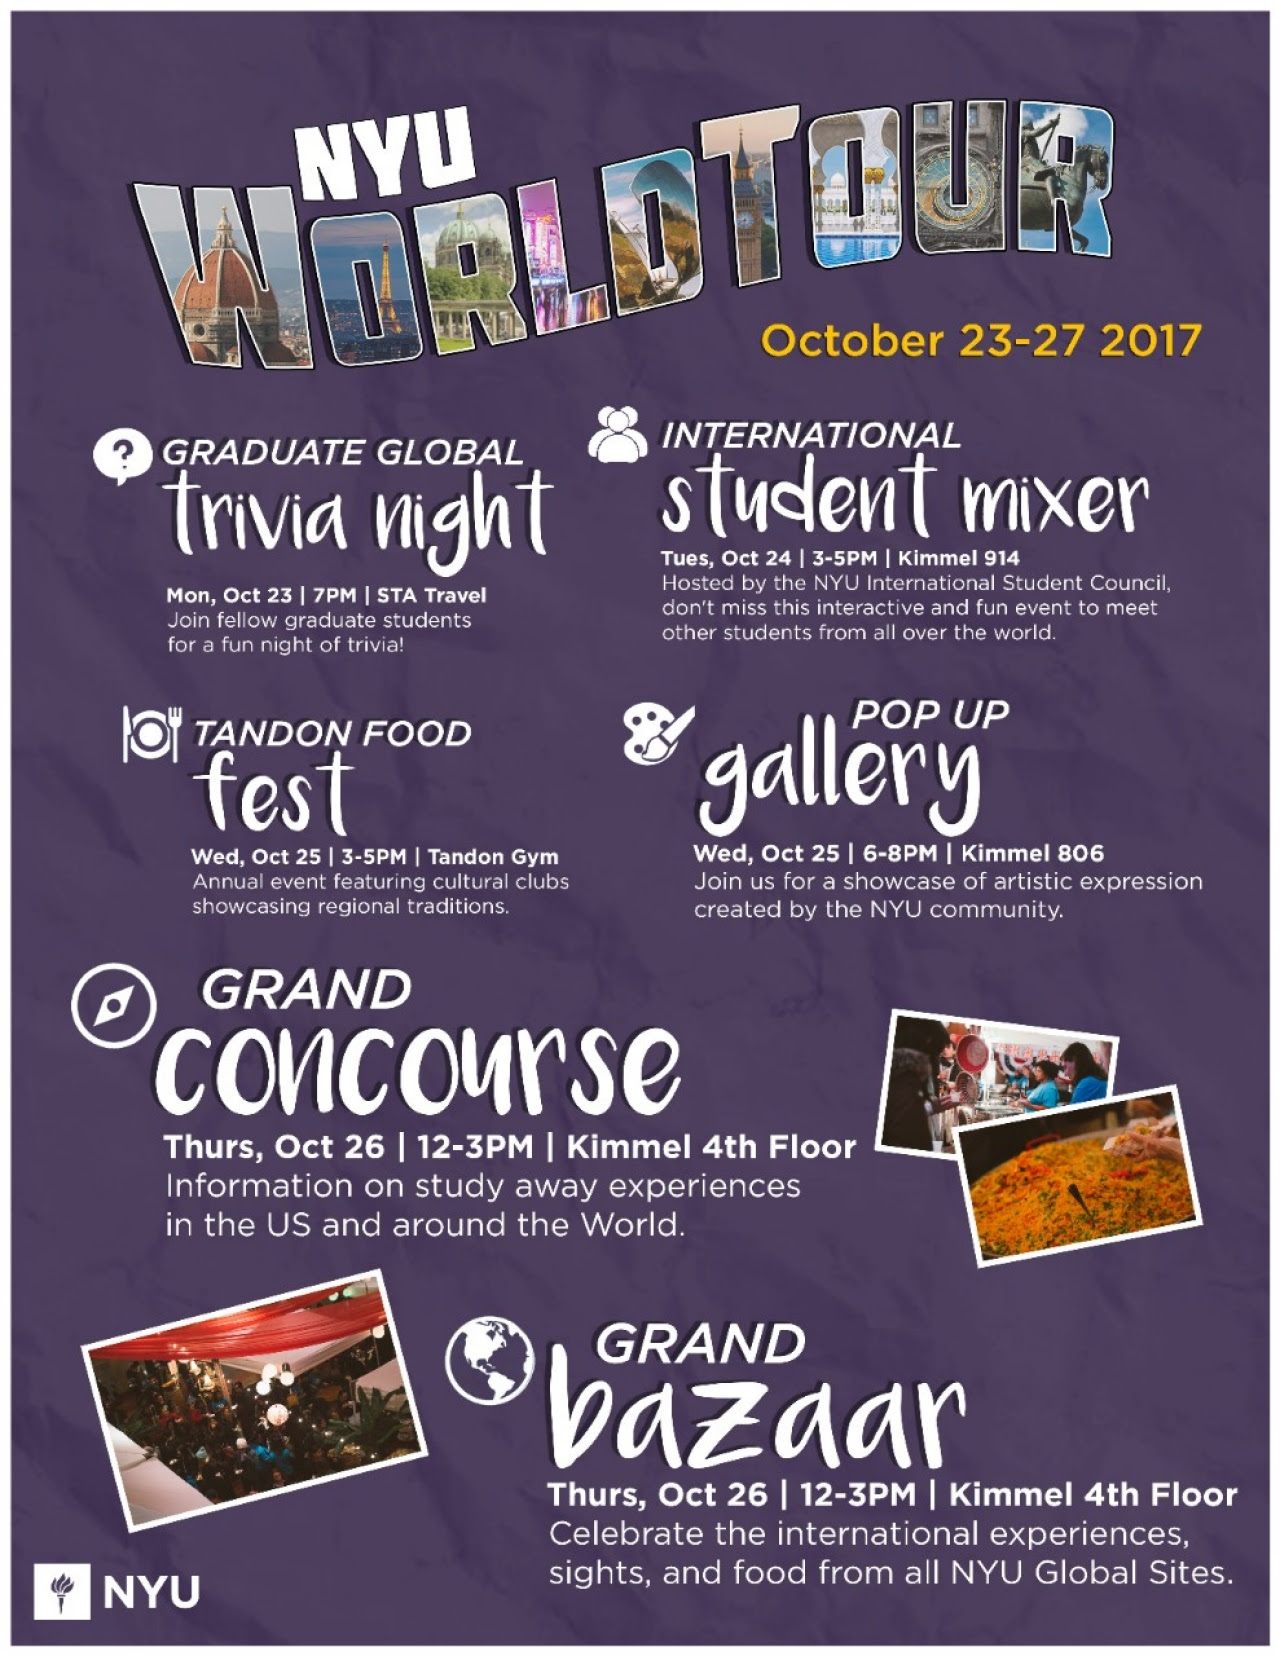 NYU
WORLD TOUR
October 23-27 2017
GRADUATE GLOBAL
trivia night
Mon, Oct 23 | 7PM | STA Travel
Join fellow graduate students
for a fun night of trivia!
INTERNATIONAL
student mixer
Tues, Oct 24 | 3-5PM | Kimmel 914
Hosted by the NYU International Student Council,
don't miss this interactive and fun event to meet
other students from all over the world.
TANDON FOOD
fest
Wed, Oct 25 | 3-5PM | Tandon Gym
Annual event featuring cultural clubs
showcasing regional traditions.
POP UP
gallery
Wed, Oct 25 | 6-8PM | Kimmel 806
Join us for a showcase of artistic expression
created by the NYU community.
GRAND
concourse
Thurs, Oct 26 | 12-3PM | Kimmel 4th Floor
Information on study away experiences
in the US and around the World.
GRAND
bazaar
Thurs, Oct 26 | 12-3PM | Kimmel 4th Floor
Celebrate the international experiences,
sights, and food from all NYU Global Sites.
NYU